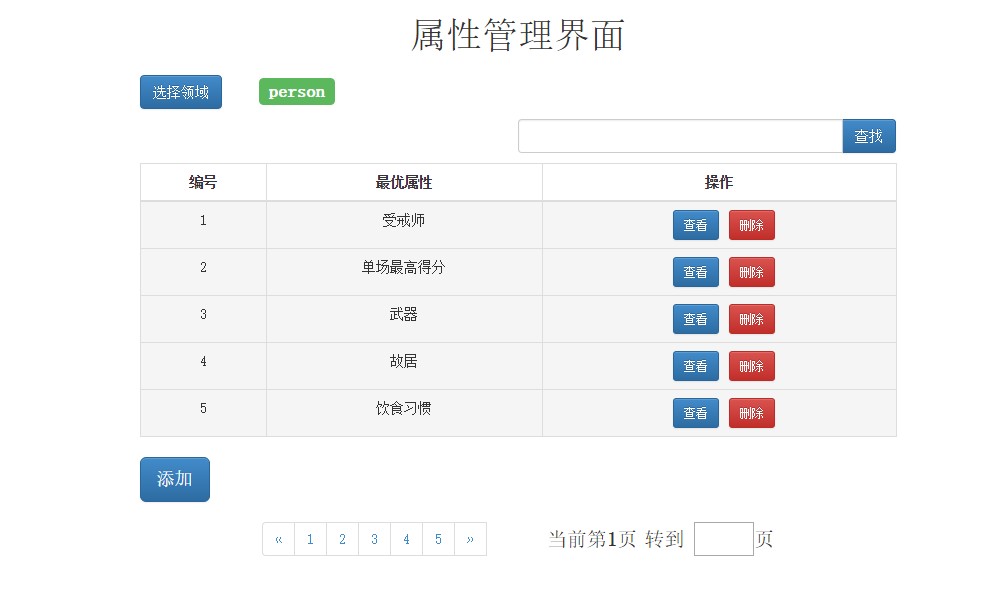 属性管理界面
选择领域 person
查找
编号 最优属性 操作
1 受戒师 查看 删除
2 单场最高得分 查看 删除
3 武器 查看 删除
4 故居 查看 删除
5 饮食习惯 查看 删除
添加
« 1 2 3 4 5 » 当前第1页 转到 页